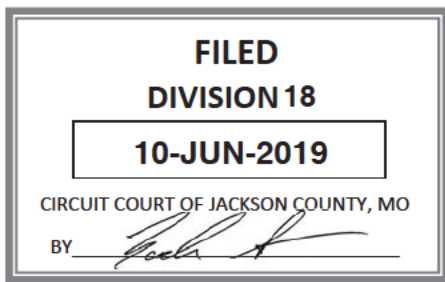 FILED
DIVISION 18
10-JUN-2019
CIRCUIT COURT OF JACKSON COUNTY, MO
BY